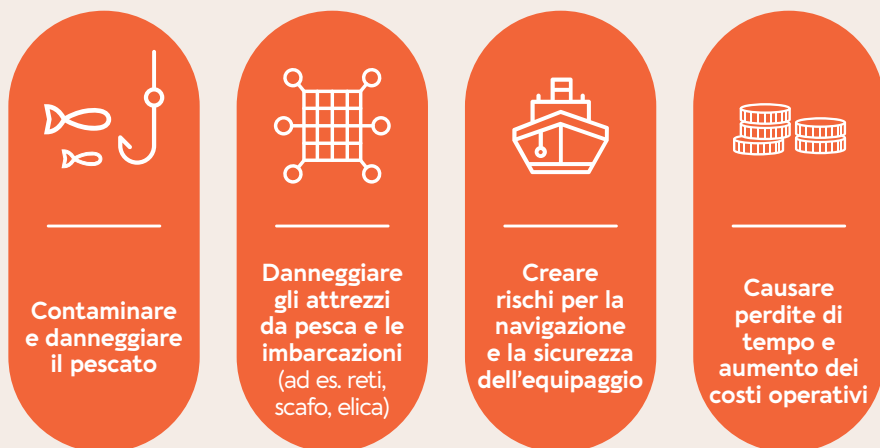 Contaminare
e danneggiare
il pescato
Danneggiare
gli attrezzi
da pesca e le
imbarcazioni
(ad es. reti,
scafo, elica)
Creare
rischi per la
navigazione
e la sicurezza
dell'equipaggio
Causare
perdite di
tempo e
aumento dei
costi operativi